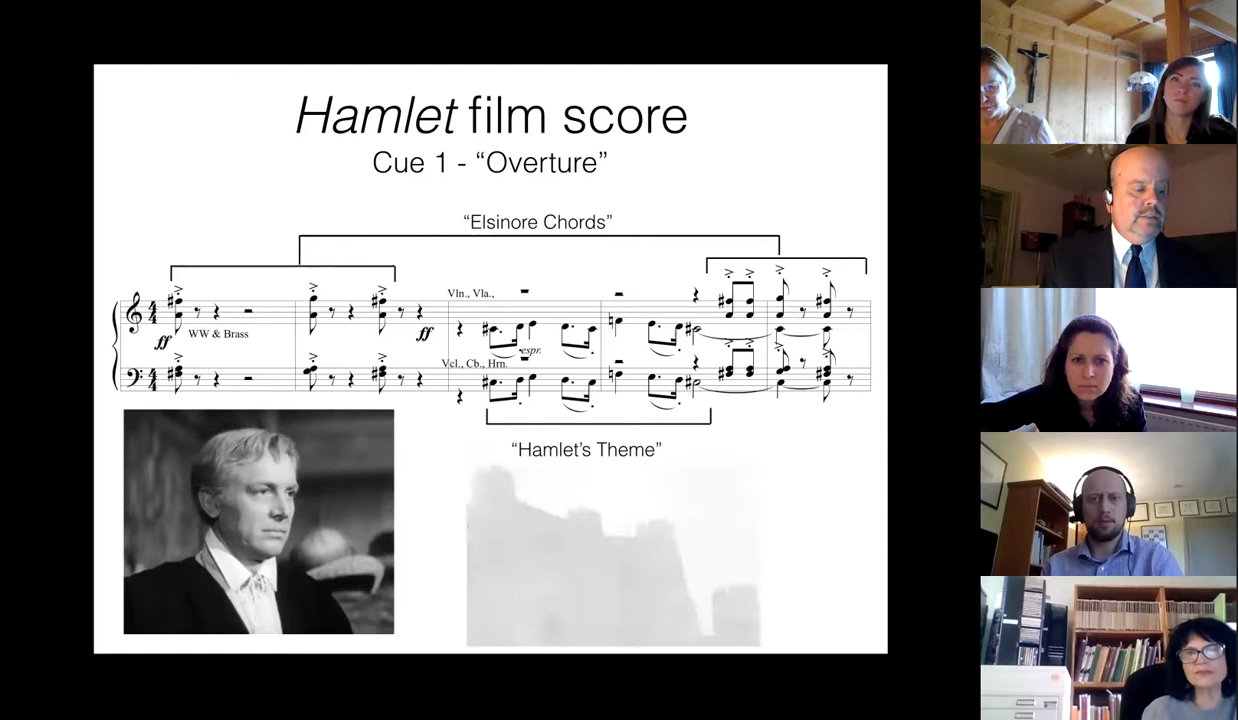 Hamlet film score
Cue 1 - “Overture”
“Elsinore Chords”
Vln., Vla.,
ff
WW & Brass
ff
espr.
Vcl., Cb., Hrn.
“Hamlet’s Theme”